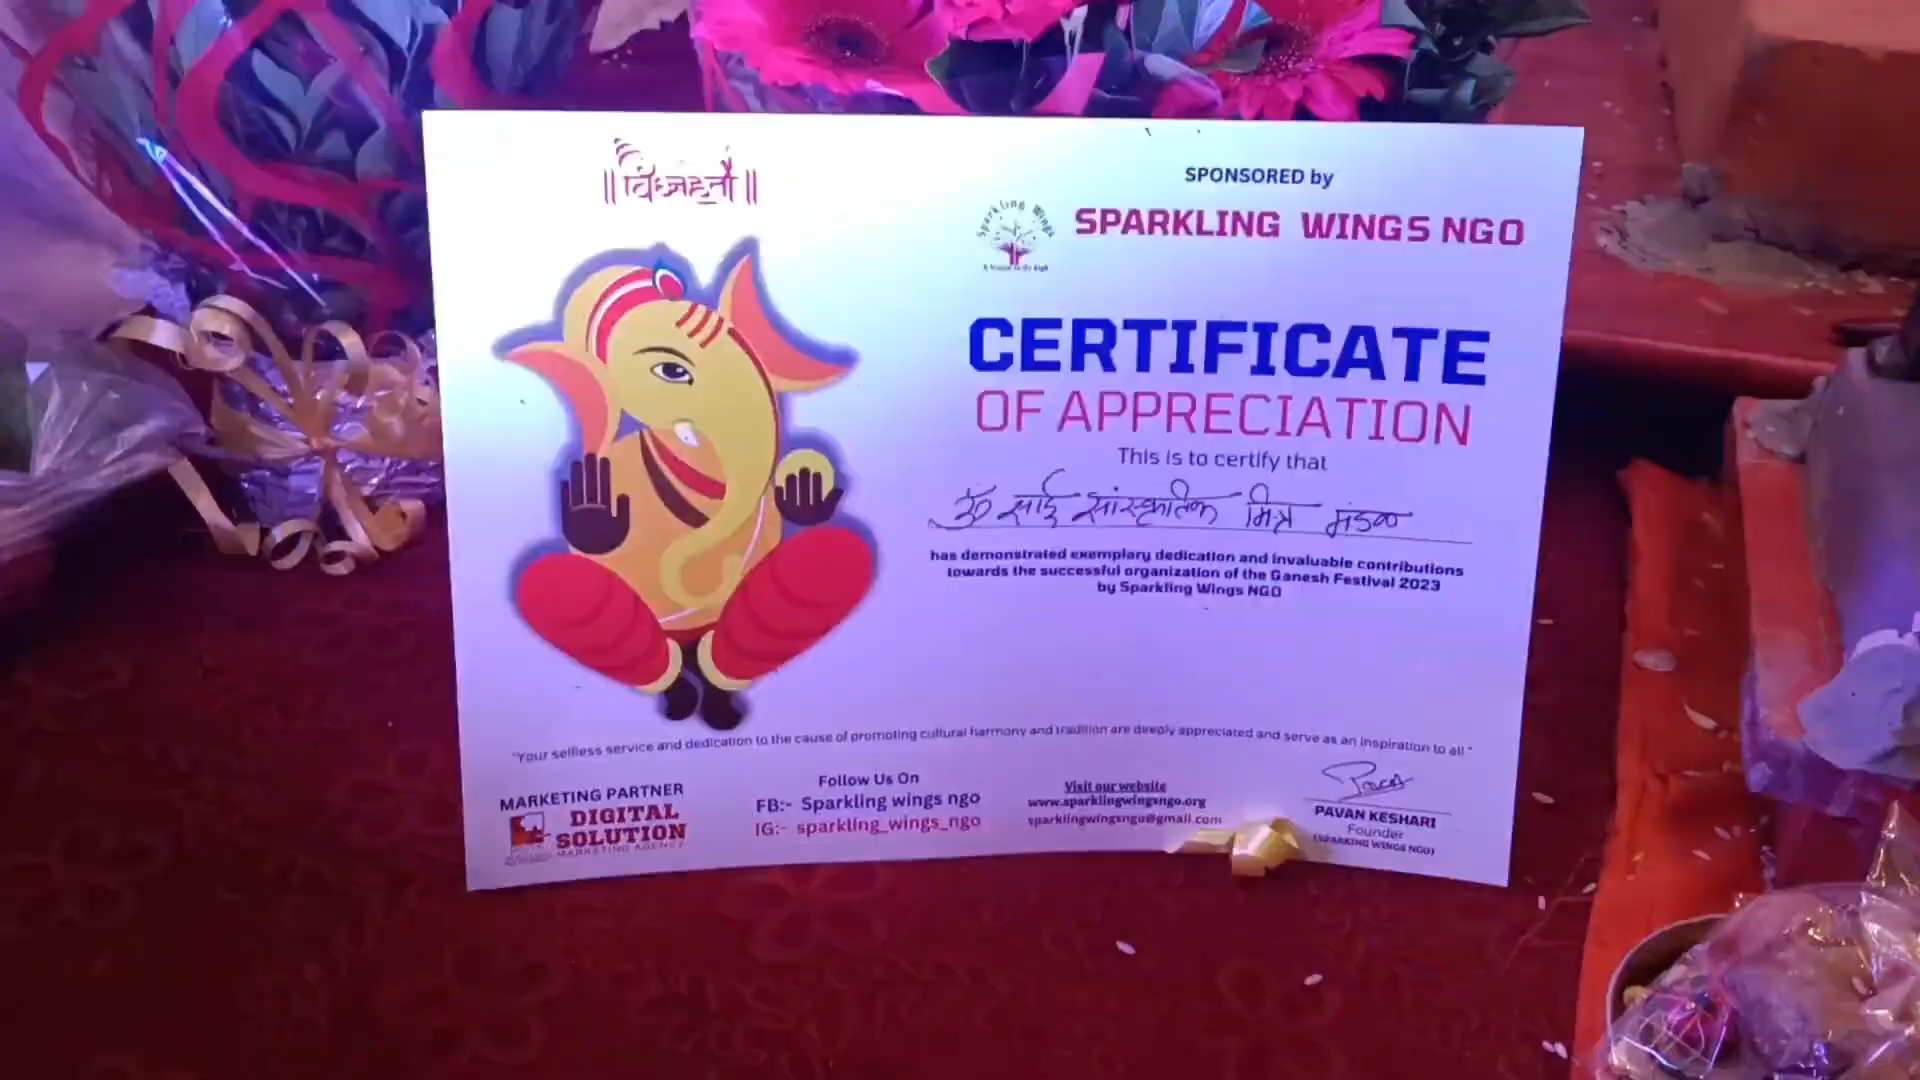 ॥ विघ्नहर्ता ॥
SPONSORED by
Sparkling Wings
SPARKLING WINGS NGO
CERTIFICATE
OF APPRECIATION
This is to certify that
ॐ साई सांस्कृतिक मित्र मंडळ
has demonstrated exemplary dedication and invaluable contributions
towards the successful organization of the Ganesh Festival 2023
by Sparkling Wings NGO
"Your selfless service and dedication to the cause of promoting cultural harmony and tradition are deeply appreciated and serve as an inspiration to all."
MARKETING PARTNER
DIGITAL
SOLUTION
MARKETING AGENCY
Follow Us On
FB:- Sparkling wings ngo
IG:- sparkling_wings_ngo
Visit our website
www.sparklingwingsngo.org
sparklingwingsngo@gmail.com
PAVAN KESHARI
Founder
(SPARKING WINGS NGO)